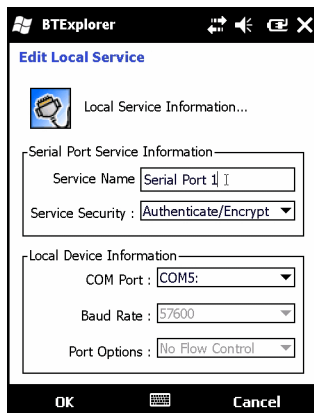 BTExplorer
Edit Local Service
Local Service Information...
Serial Port Service Information
Service Name Serial Port 1
Service Security : Authenticate/Encrypt
Local Device Information
COM Port : COM5:
Baud Rate : 57600
Port Options : No Flow Control
OK Cancel